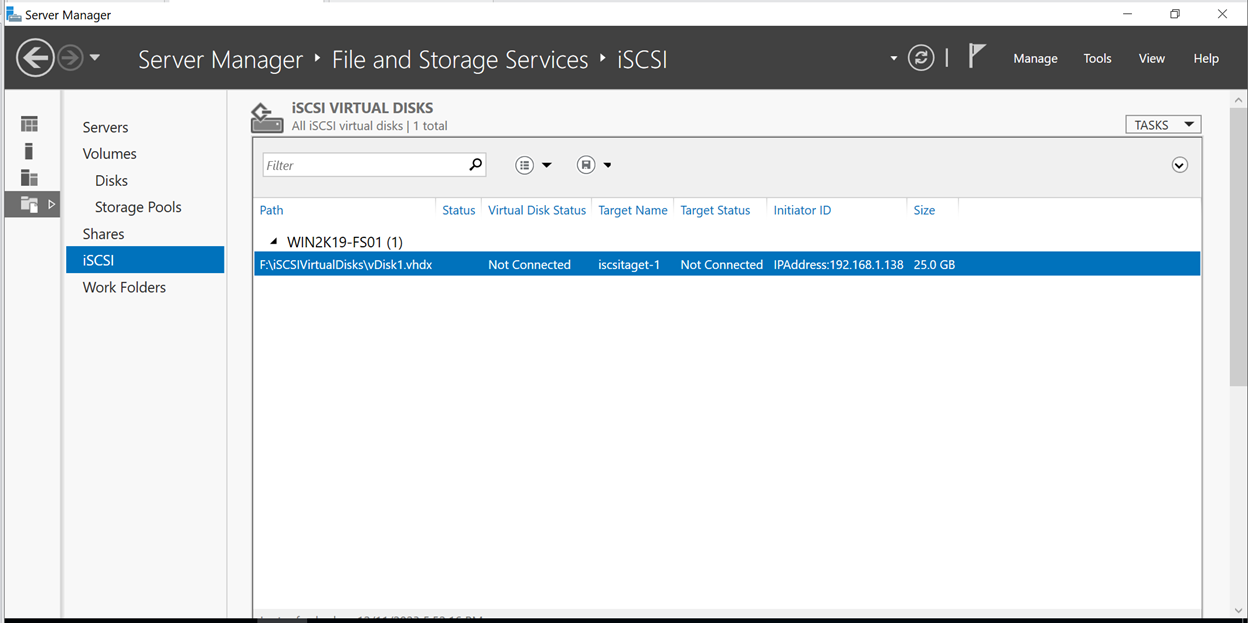 Server Manager
Server Manager ‣ File and Storage Services ‣ iSCSI
Manage Tools View Help
Servers
Volumes
Disks
Storage Pools
Shares
iSCSI
Work Folders
iSCSI VIRTUAL DISKS
All iSCSI virtual disks | 1 total
TASKS
Filter
Path Status Virtual Disk Status Target Name Target Status Initiator ID Size
WIN2K19-FS01 (1)
F:\iSCSIVirtualDisks\vDisk1.vhdx Not Connected iscsitaget-1 Not Connected IPAddress:192.168.1.138 25.0 GB